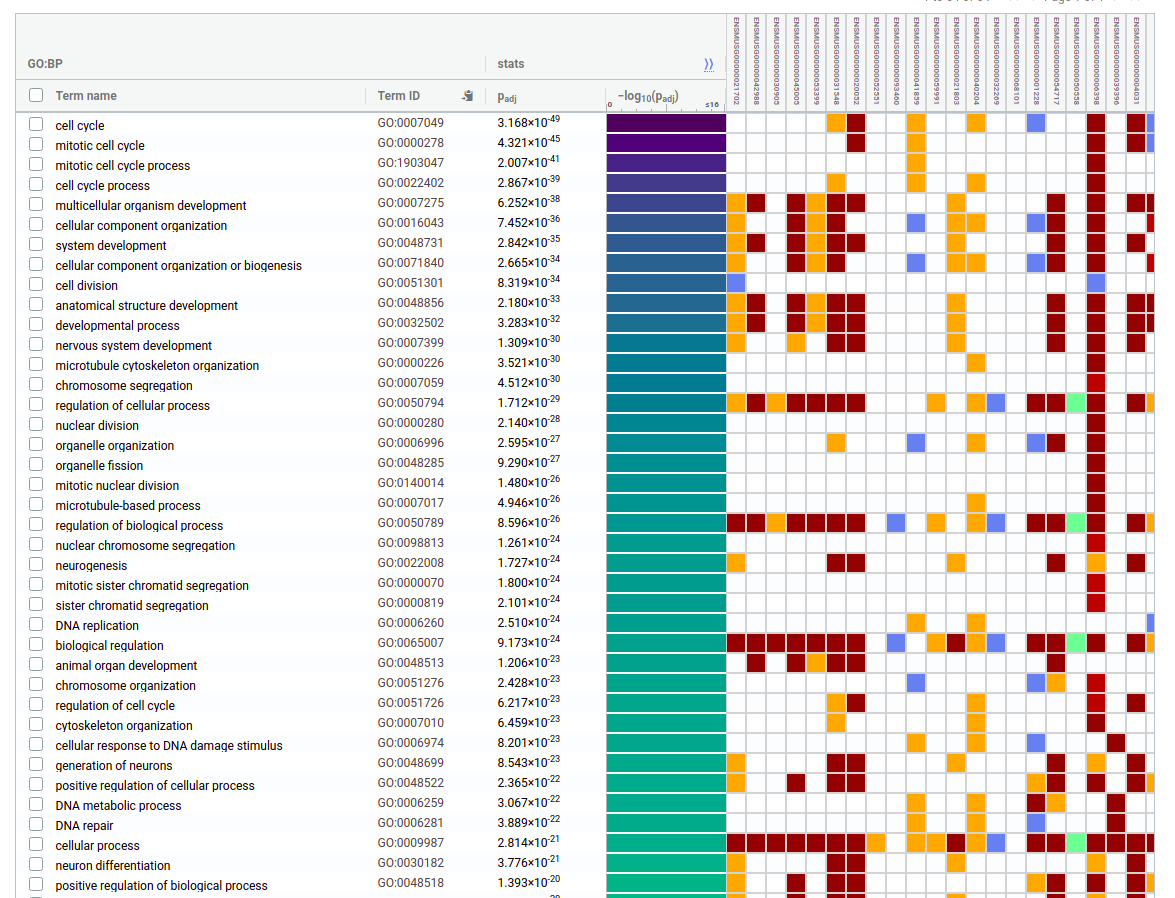 GO:BP stats ⟩⟩
Term name Term ID padj −log10(padj)
0 ≤16
ENSMUSG00000021702
ENSMUSG00000042988
ENSMUSG00000045005
ENSMUSG00000053399
ENSMUSG00000031548
ENSMUSG00000020052
ENSMUSG00000052551
ENSMUSG00000041859
ENSMUSG00000059991
ENSMUSG00000021803
ENSMUSG00000040204
ENSMUSG00000032269
ENSMUSG00000068101
ENSMUSG00000001228
ENSMUSG00000054717
ENSMUSG00000006398
ENSMUSG00000039396
ENSMUSG00000004031
cell cycle GO:0007049 3.168×10-49
mitotic cell cycle GO:0000278 4.321×10-45
mitotic cell cycle process GO:1903047 2.007×10-41
cell cycle process GO:0022402 2.867×10-39
multicellular organism development GO:0007275 6.252×10-38
cellular component organization GO:0016043 7.452×10-36
system development GO:0048731 2.842×10-35
cellular component organization or biogenesis GO:0071840 2.665×10-34
cell division GO:0051301 8.319×10-34
anatomical structure development GO:0048856 2.180×10-33
developmental process GO:0032502 3.283×10-32
nervous system development GO:0007399 1.309×10-30
microtubule cytoskeleton organization GO:0000226 3.521×10-30
chromosome segregation GO:0007059 4.512×10-30
regulation of cellular process GO:0050794 1.712×10-29
nuclear division GO:0000280 2.140×10-28
organelle organization GO:0006996 2.595×10-27
organelle fission GO:0048285 9.290×10-27
mitotic nuclear division GO:0140014 1.480×10-26
microtubule-based process GO:0007017 4.946×10-26
regulation of biological process GO:0050789 8.596×10-26
nuclear chromosome segregation GO:0098813 1.261×10-24
neurogenesis GO:0022008 1.727×10-24
mitotic sister chromatid segregation GO:0000070 1.800×10-24
sister chromatid segregation GO:0000819 2.101×10-24
DNA replication GO:0006260 2.510×10-24
biological regulation GO:0065007 9.173×10-24
animal organ development GO:0048513 1.206×10-23
chromosome organization GO:0051276 2.428×10-23
regulation of cell cycle GO:0051726 6.217×10-23
cytoskeleton organization GO:0007010 6.459×10-23
cellular response to DNA damage stimulus GO:0006974 8.201×10-23
generation of neurons GO:0048699 8.543×10-23
positive regulation of cellular process GO:0048522 2.365×10-22
DNA metabolic process GO:0006259 3.067×10-22
DNA repair GO:0006281 3.889×10-22
cellular process GO:0009987 2.814×10-21
neuron differentiation GO:0030182 3.776×10-21
positive regulation of biological process GO:0048518 1.393×10-20